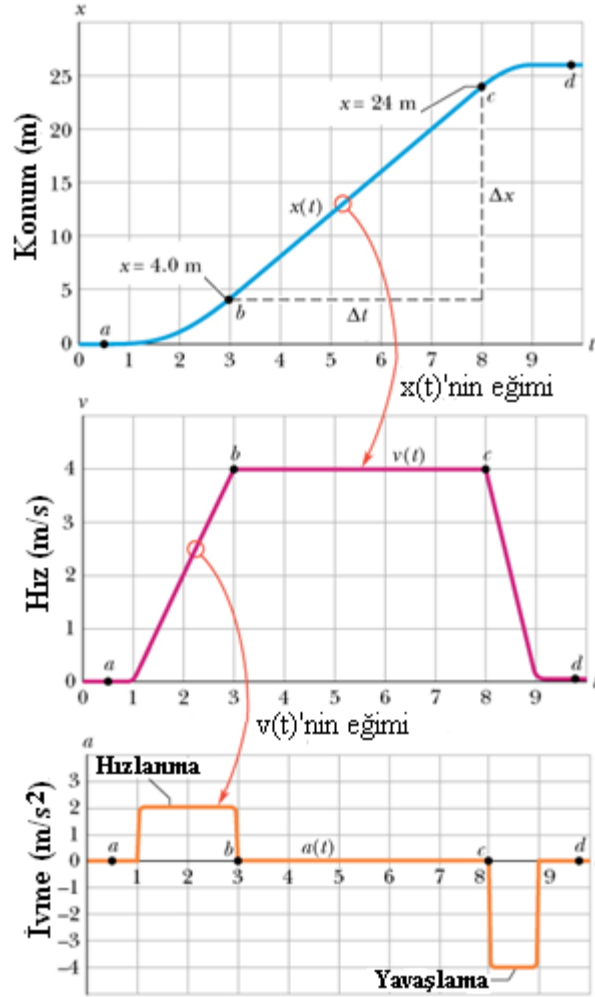 x
Konum (m)
25
20
15
10
5
0
x = 24 m
c
d
Δx
x(t)
x = 4.0 m
b
Δt
a
0 1 2 3 4 5 6 7 8 9 t
x(t)'nin eğimi
v
Hız (m/s)
4
3
2
1
0
b
v(t)
c
a
d
0 1 2 3 4 5 6 7 8 9
v(t)'nin eğimi
a
Hızlanma
İvme (m/s²)
3
2
1
0
-1
-2
-3
-4
a
b
a(t)
c
d
1 2 3 4 5 6 7 8 9
Yavaşlama